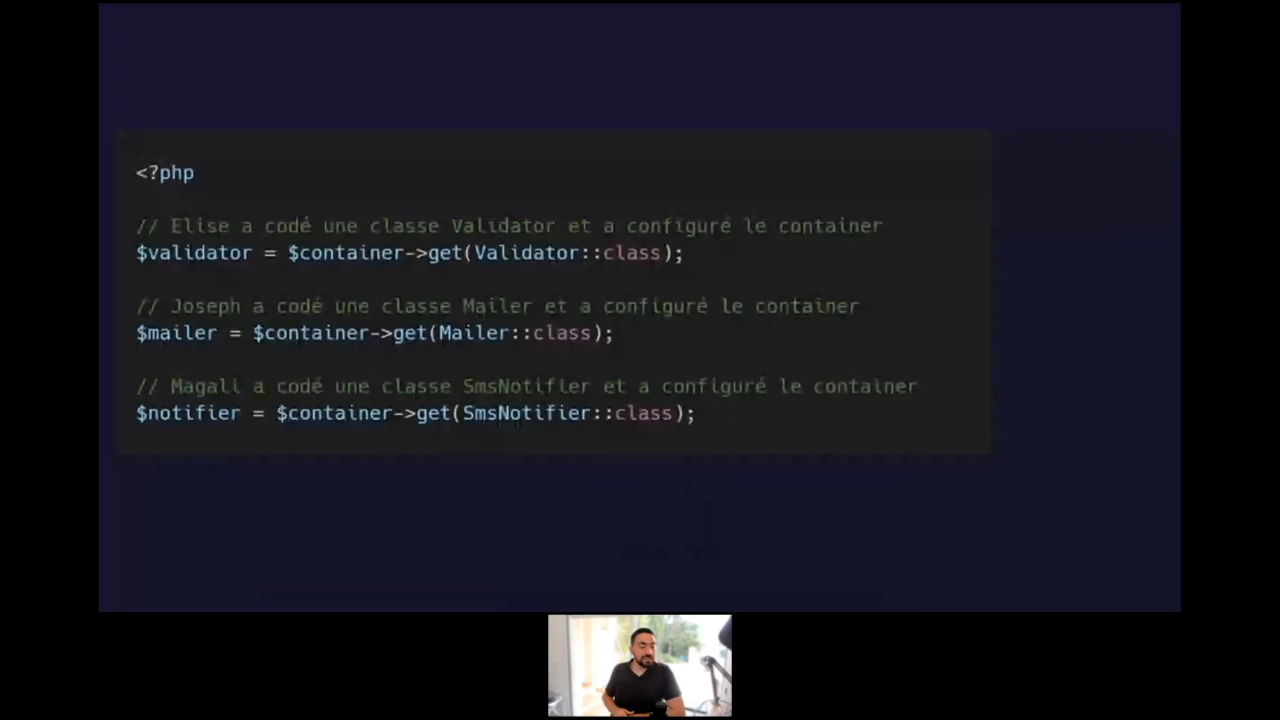 <?php
// Elise a codé une classe Validator et a configuré le container
$validator = $container->get(Validator::class);
// Joseph a codé une classe Mailer et a configuré le container
$mailer = $container->get(Mailer::class);
// Magali a codé une classe SmsNotifier et a configuré le container
$notifier = $container->get(SmsNotifier::class);